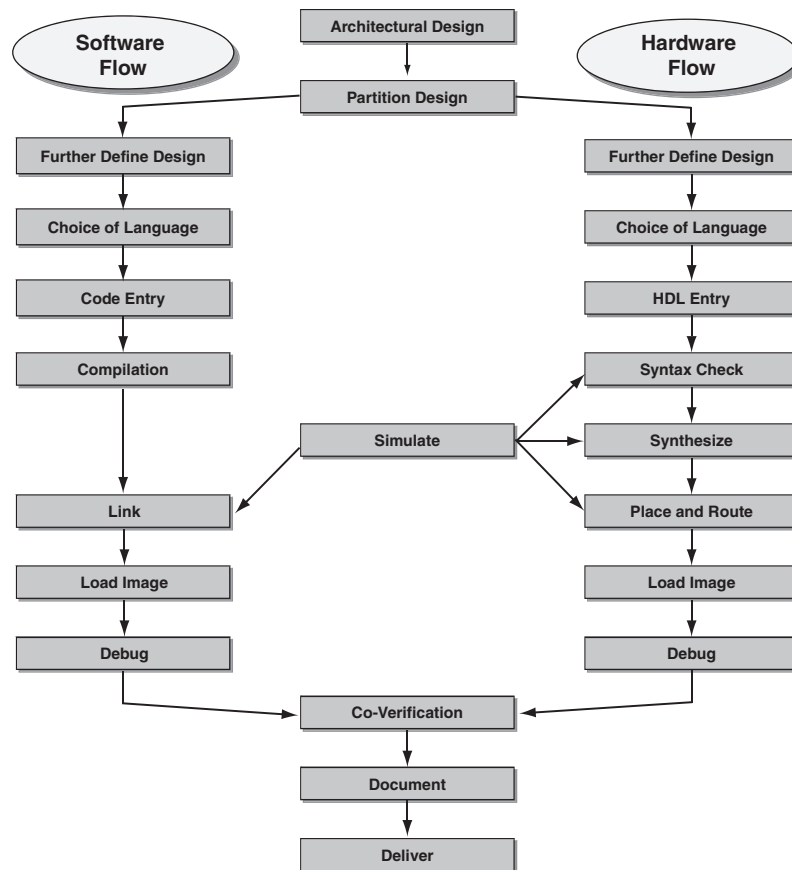 Software
Flow
Architectural Design
Hardware
Flow
Partition Design
Further Define Design
Further Define Design
Choice of Language
Choice of Language
Code Entry
HDL Entry
Compilation
Syntax Check
Simulate
Synthesize
Link
Place and Route
Load Image
Load Image
Debug
Debug
Co-Verification
Document
Deliver